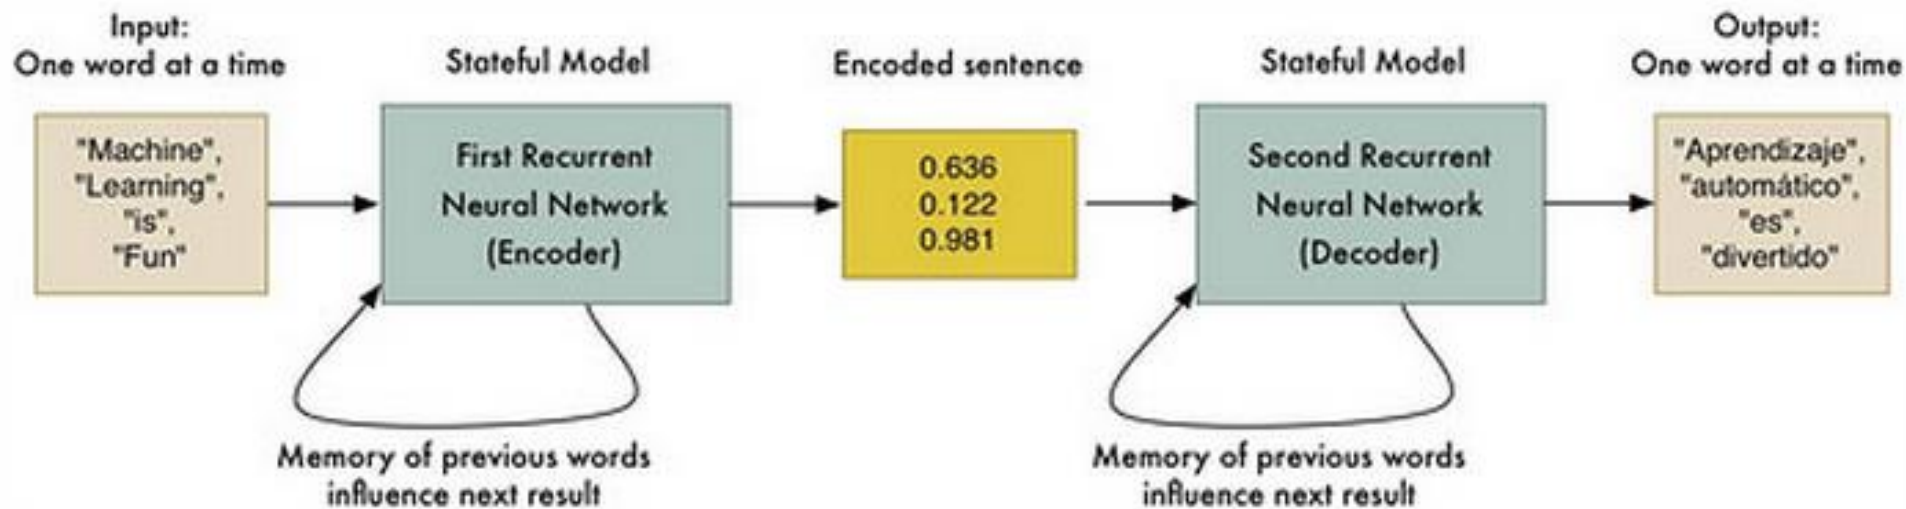 Input:
One word at a time
"Machine",
"Learning",
"is",
"Fun"
Stateful Model
First Recurrent
Neural Network
(Encoder)
Memory of previous words
influence next result
Encoded sentence
0.636
0.122
0.981
Stateful Model
Second Recurrent
Neural Network
(Decoder)
Memory of previous words
influence next result
Output:
One word at a time
"Aprendizaje",
"automático",
"es",
"divertido"